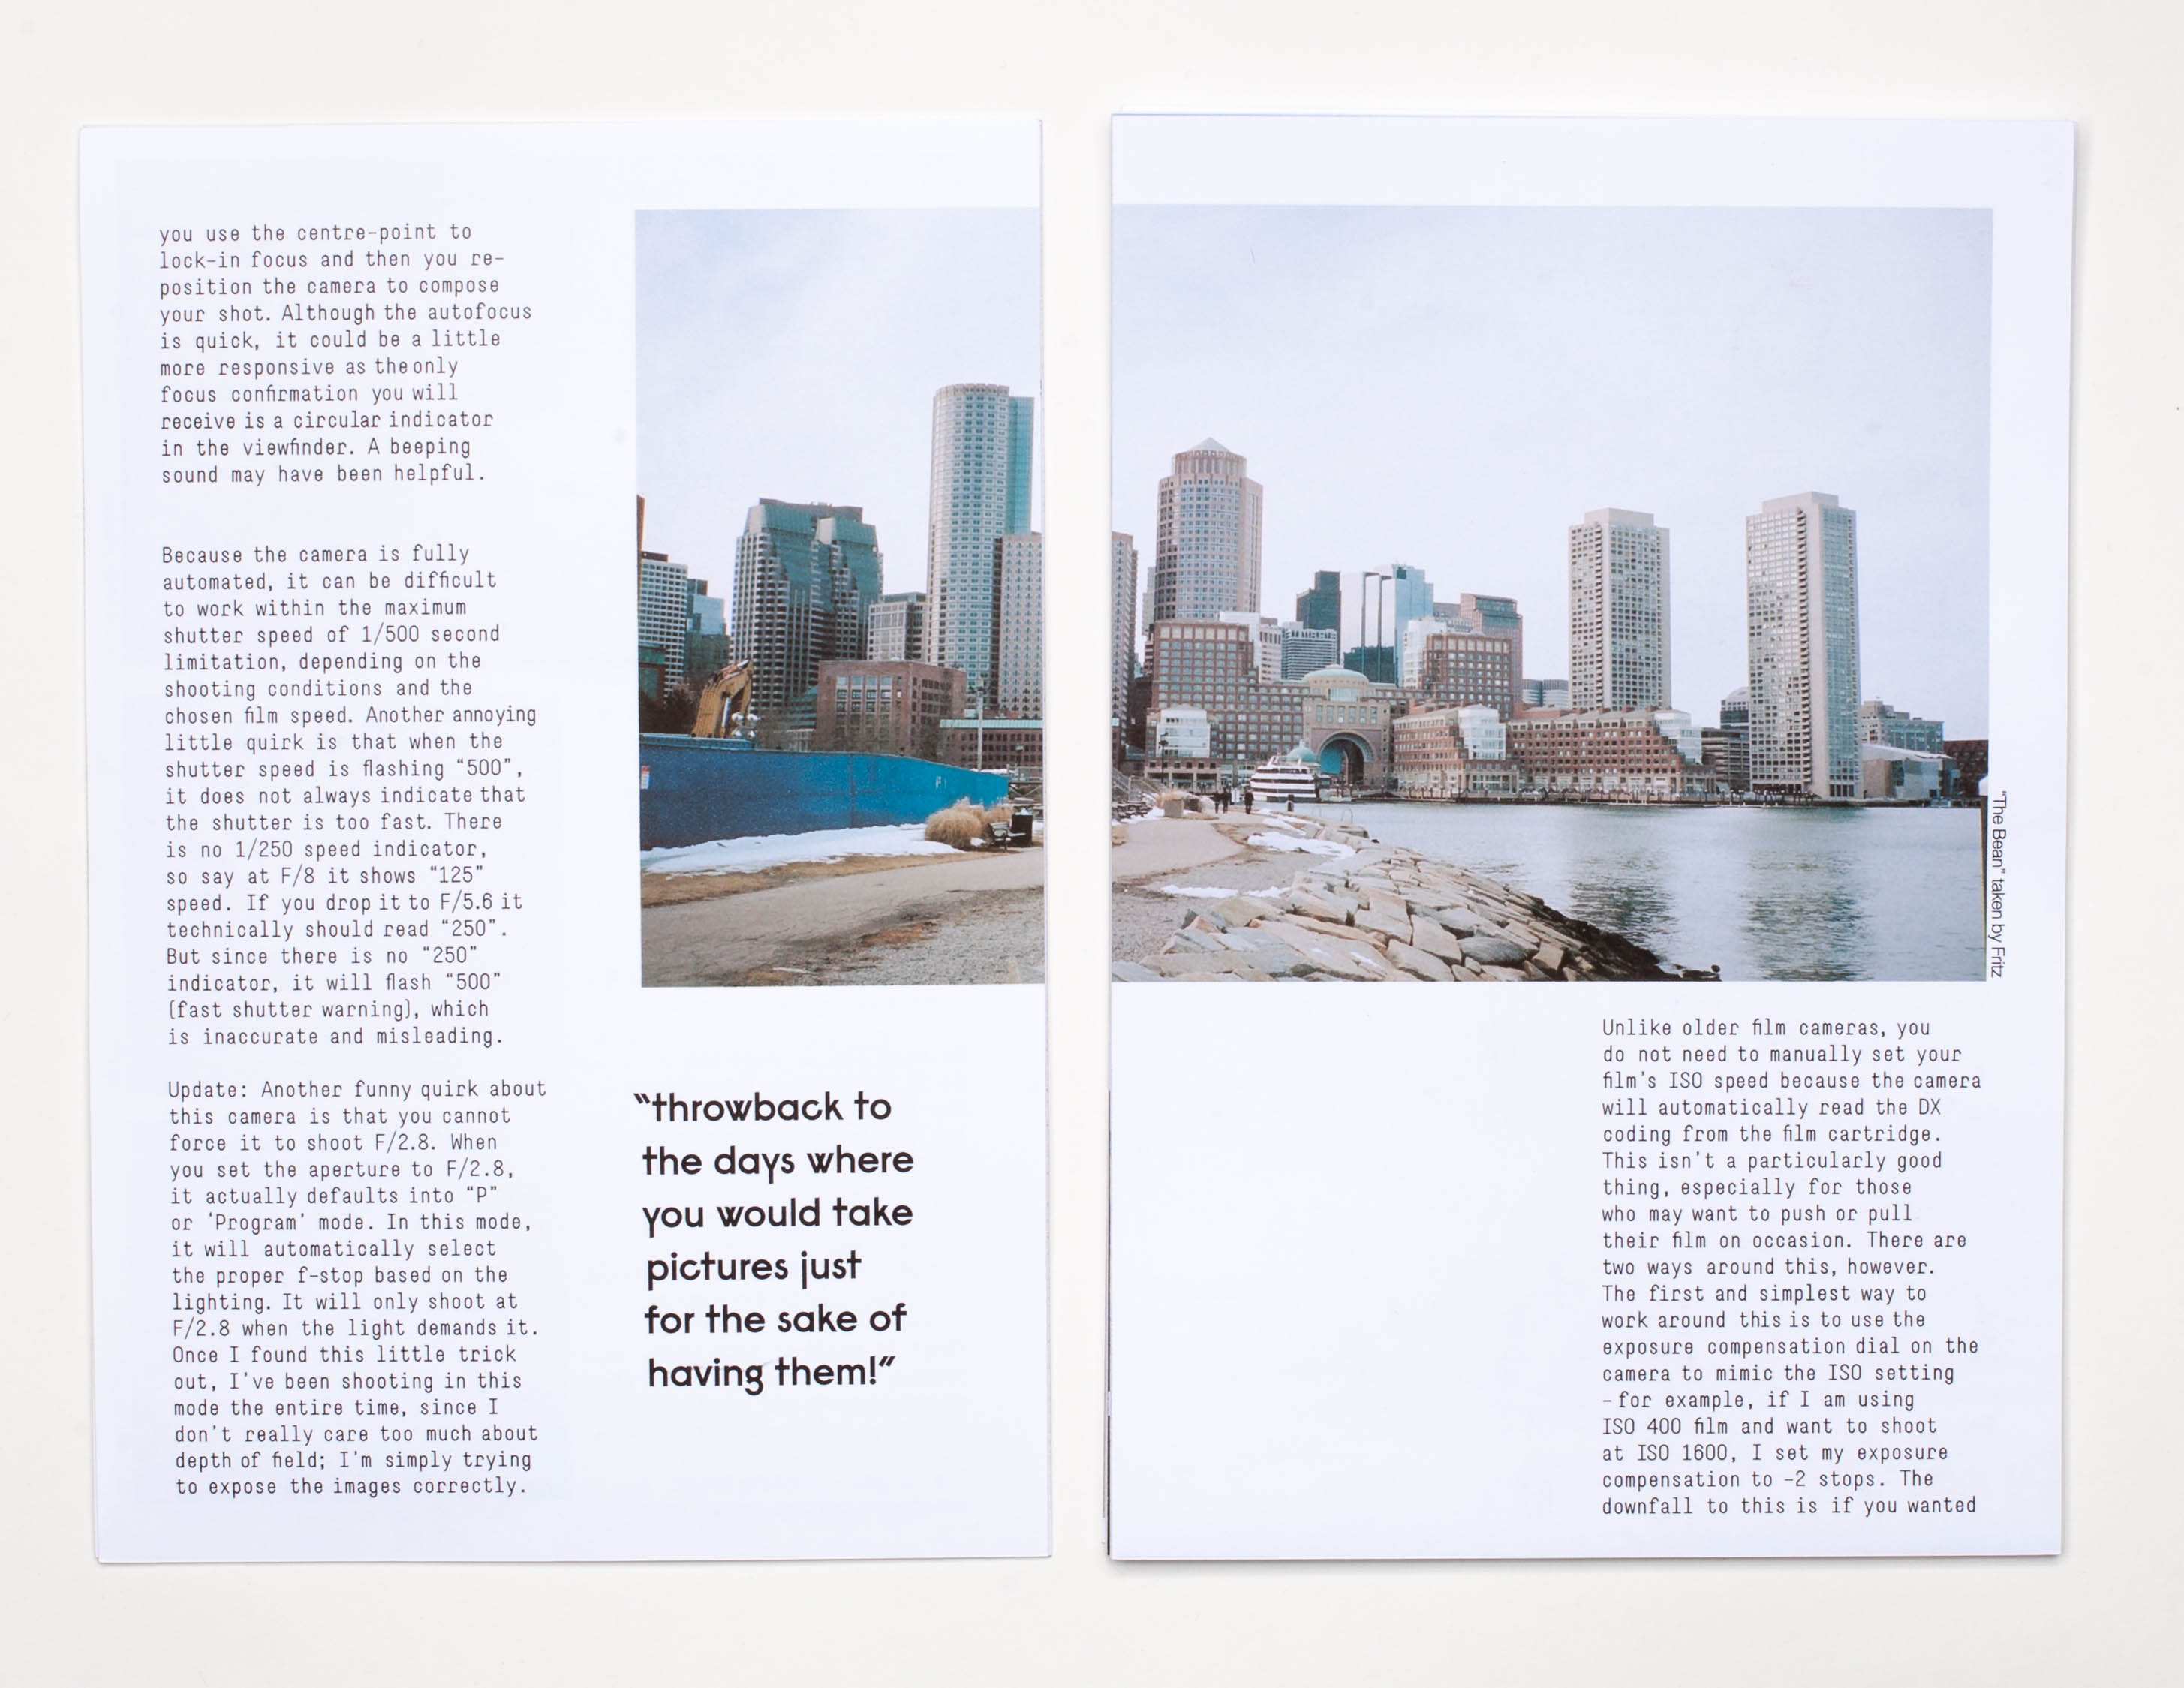 you use the centre-point to
lock-in focus and then you re-
position the camera to compose
your shot. Although the autofocus
is quick, it could be a little
more responsive as the only
focus confirmation you will
receive is a circular indicator
in the viewfinder. A beeping
sound may have been helpful.
Because the camera is fully
automated, it can be difficult
to work within the maximum
shutter speed of 1/500 second
limitation, depending on the
shooting conditions and the
chosen film speed. Another annoying
little quirk is that when the
shutter speed is flashing “500”,
it does not always indicate that
the shutter is too fast. There
is no 1/250 speed indicator,
so say at F/8 it shows “125”
speed. If you drop it to F/5.6 it
technically should read “250”.
But since there is no “250”
indicator, it will flash “500”
(fast shutter warning), which
is inaccurate and misleading.
Update: Another funny quirk about
this camera is that you cannot
force it to shoot F/2.8. When
you set the aperture to F/2.8,
it actually defaults into “P”
or ‘Program’ mode. In this mode,
it will automatically select
the proper f-stop based on the
lighting. It will only shoot at
F/2.8 when the light demands it.
Once I found this little trick
out, I've been shooting in this
mode the entire time, since I
don't really care too much about
depth of field; I'm simply trying
to expose the images correctly.
“throwback to
the days where
you would take
pictures just
for the sake of
having them!”
"The Bean" taken by Fritz
Unlike older film cameras, you
do not need to manually set your
film's ISO speed because the camera
will automatically read the DX
coding from the film cartridge.
This isn't a particularly good
thing, especially for those
who may want to push or pull
their film on occasion. There are
two ways around this, however.
The first and simplest way to
work around this is to use the
exposure compensation dial on the
camera to mimic the ISO setting
- for example, if I am using
ISO 400 film and want to shoot
at ISO 1600, I set my exposure
compensation to -2 stops. The
downfall to this is if you wanted